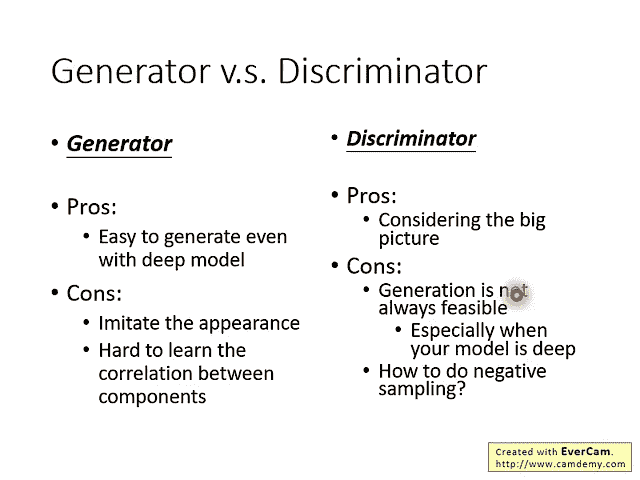 Generator v.s. Discriminator
• Generator
• Pros:
• Easy to generate even
with deep model
• Cons:
• Imitate the appearance
• Hard to learn the
correlation between
components
• Discriminator
• Pros:
• Considering the big
picture
• Cons:
• Generation is not
always feasible
• Especially when
your model is deep
• How to do negative
sampling?
Created with EverCam.
http://www.camdemy.com